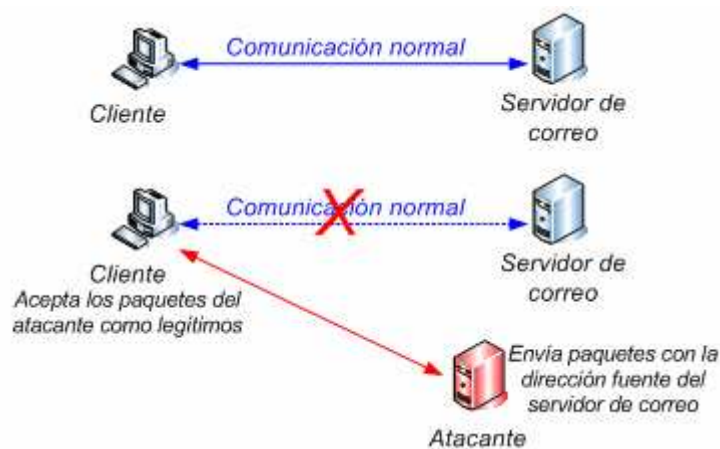 Comunicación normal
Cliente
Servidor de
correo
Comunicación normal
Cliente
Acepta los paquetes del
atacante como legítimos
Servidor de
correo
Envía paquetes con la
dirección fuente del
servidor de correo
Atacante